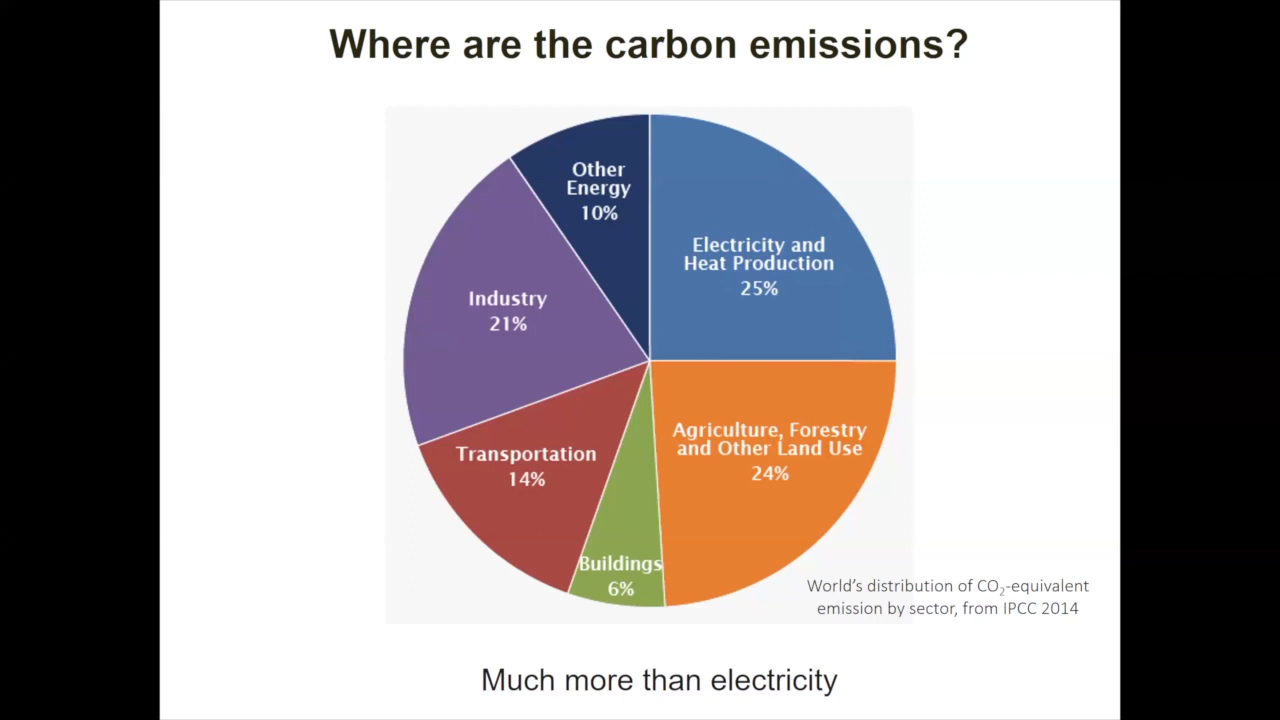 Where are the carbon emissions?
Other
Energy
10%
Electricity and
Heat Production
25%
Industry
21%
Agriculture, Forestry
and Other Land Use
24%
Transportation
14%
Buildings
6%
World’s distribution of CO₂-equivalent
emission by sector, from IPCC 2014
Much more than electricity